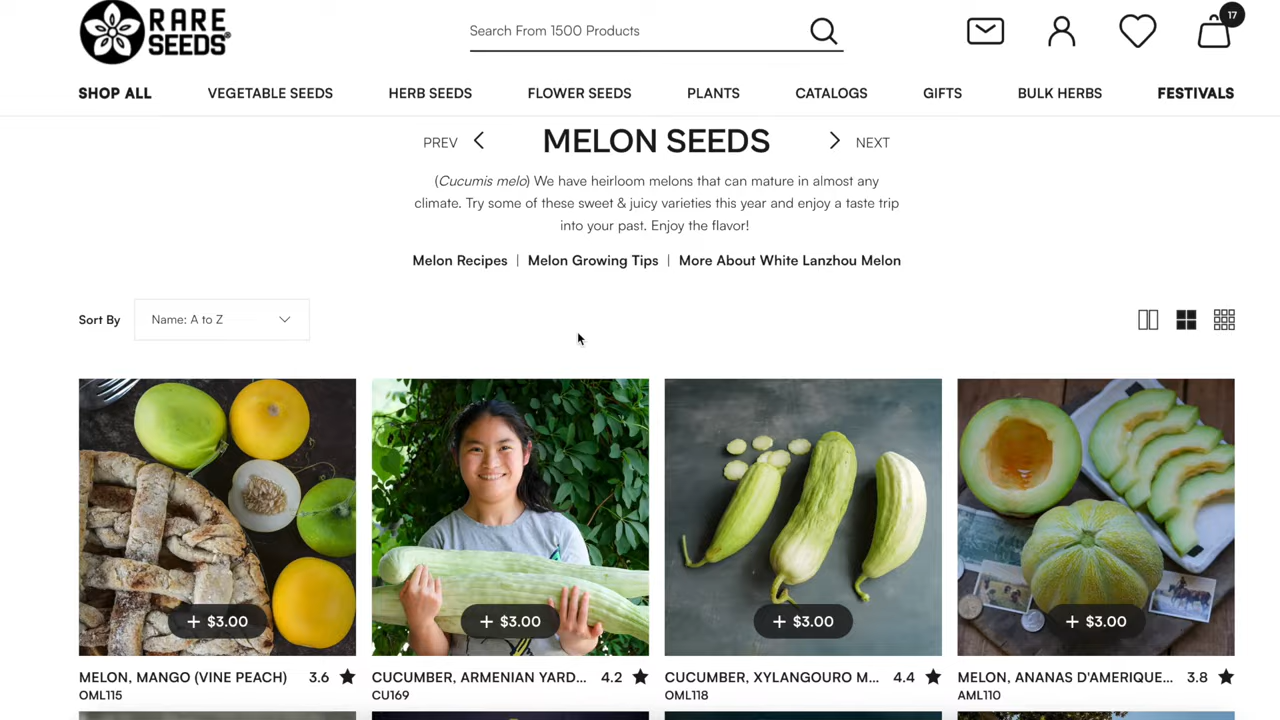 RARE
SEEDS
Search From 1500 Products
17
SHOP ALL VEGETABLE SEEDS HERB SEEDS FLOWER SEEDS PLANTS CATALOGS GIFTS BULK HERBS FESTIVALS
PREV MELON SEEDS NEXT
(Cucumis melo) We have heirloom melons that can mature in almost any
climate. Try some of these sweet & juicy varieties this year and enjoy a taste trip
into your past. Enjoy the flavor!
Melon Recipes | Melon Growing Tips | More About White Lanzhou Melon
Sort By Name: A to Z
+ $3.00 + $3.00 + $3.00 + $3.00
MELON, MANGO (VINE PEACH) 3.6 CUCUMBER, ARMENIAN YARD... 4.2 CUCUMBER, XYLANGOURO M... 4.4 MELON, ANANAS D'AMERIQUE... 3.8
OML115 CU169 OML118 AML110